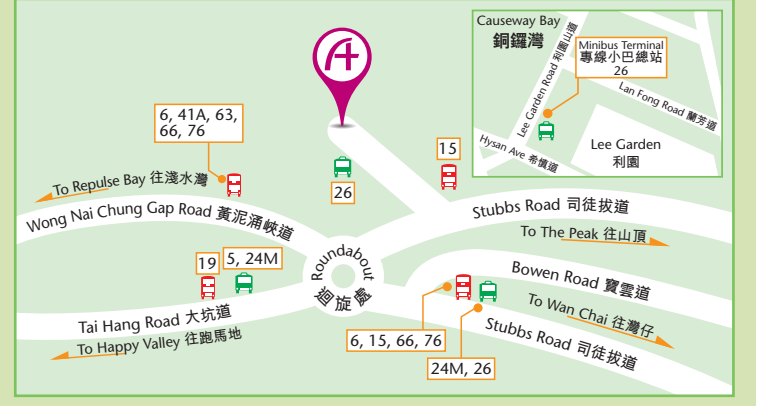 Causeway Bay
銅鑼灣
Minibus Terminal
專線小巴總站
26
Lee Garden Road 利園山道
Lan Fong Road 蘭芳道
Hysan Ave 希慎道
Lee Garden
利園
6, 41A, 63,
66, 76
15
26
To Repulse Bay 往淺水灣
Wong Nai Chung Gap Road 黃泥涌峽道
Stubbs Road 司徒拔道
To The Peak 往山頂
19
5, 24M
Roundabout
迴旋處
Bowen Road 寶雲道
To Wan Chai 往灣仔
Tai Hang Road 大坑道
To Happy Valley 往跑馬地
6, 15, 66, 76
24M, 26
Stubbs Road 司徒拔道